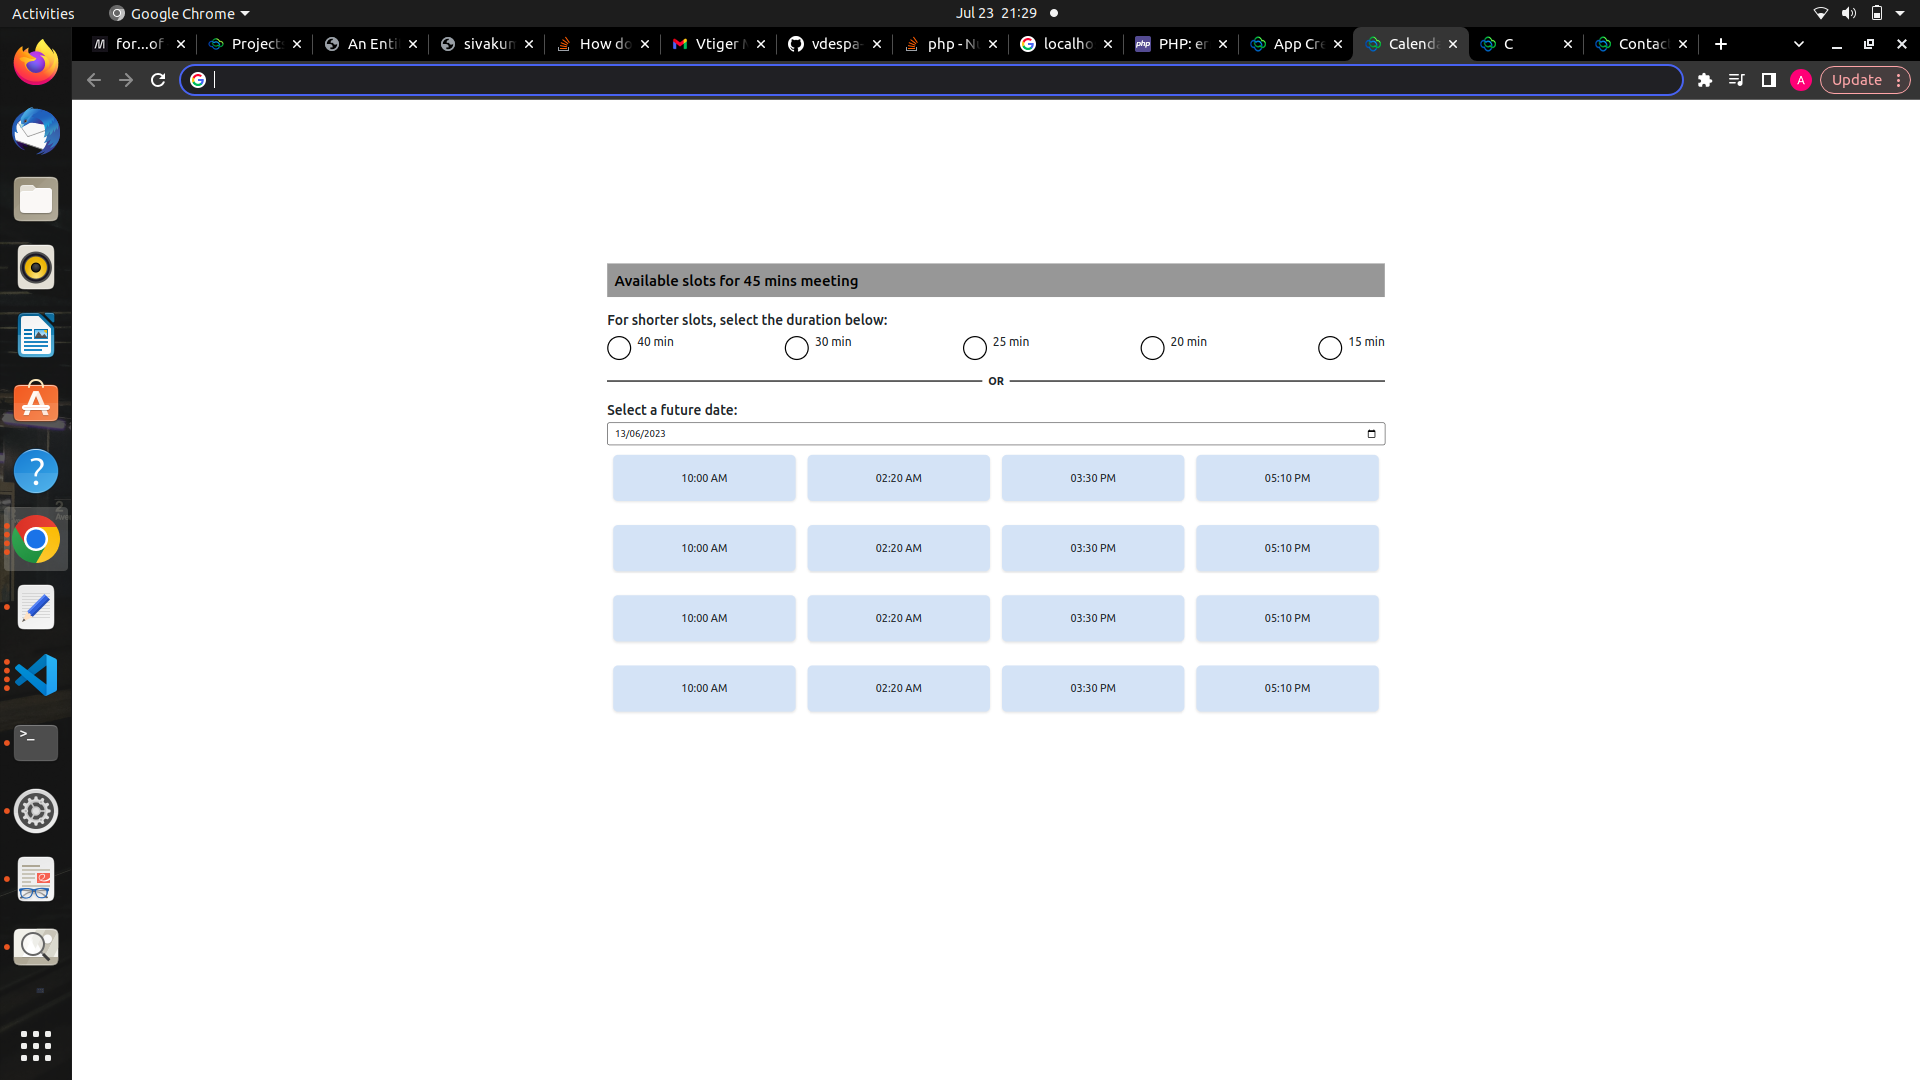 Activities
Google Chrome
Jul 23 21:29
for...of
Project
An Enti
sivakun
How do
Vtiger
vdespa-
php - Nu
localho
PHP: er
App Cre
Calenda
C
Contac
A
Update
Available slots for 45 mins meeting
For shorter slots, select the duration below:
40 min
30 min
25 min
20 min
15 min
OR
Select a future date:
13/06/2023
10:00 AM
02:20 AM
03:30 PM
05:10 PM
10:00 AM
02:20 AM
03:30 PM
05:10 PM
10:00 AM
02:20 AM
03:30 PM
05:10 PM
10:00 AM
02:20 AM
03:30 PM
05:10 PM